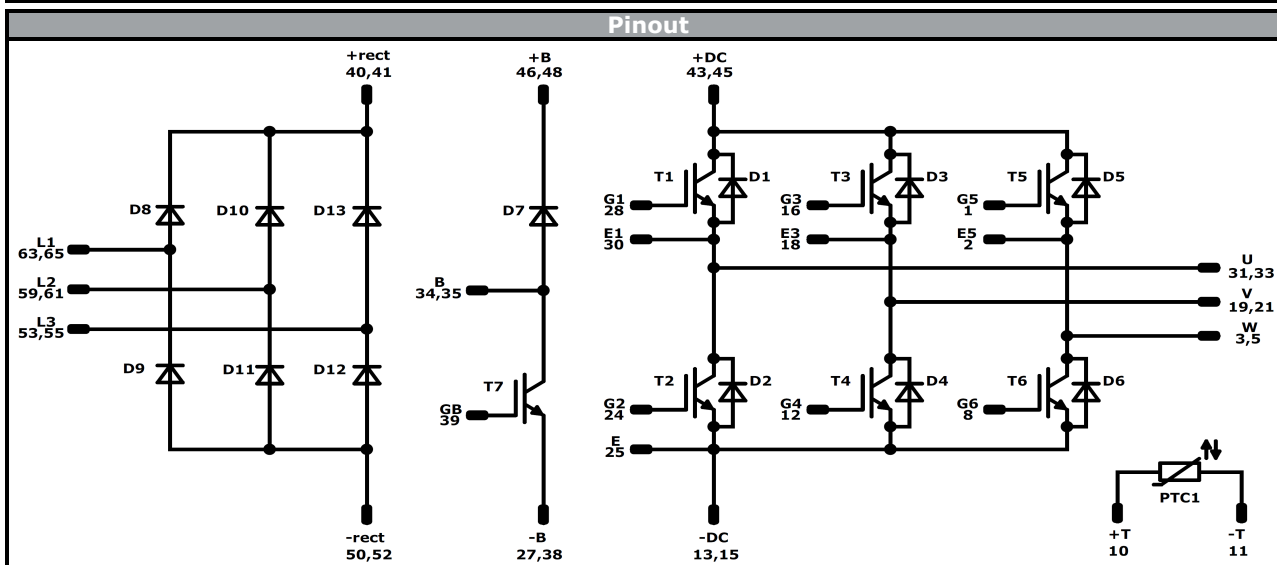 Pinout
+rect
40,41
+B
46,48
+DC
43,45
D8
D10
D13
D7
T1
D1
T3
D3
T5
D5
G1
28
G3
16
G5
1
L1
63,65
E1
30
E3
18
E5
2
L2
59,61
B
34,35
U
31,33
L3
53,55
V
19,21
W
3,5
D9
D11
D12
T7
T2
D2
T4
D4
T6
D6
GB
39
G2
24
G4
12
G6
8
E
25
PTC1
-rect
50,52
-B
27,38
-DC
13,15
+T
10
-T
11